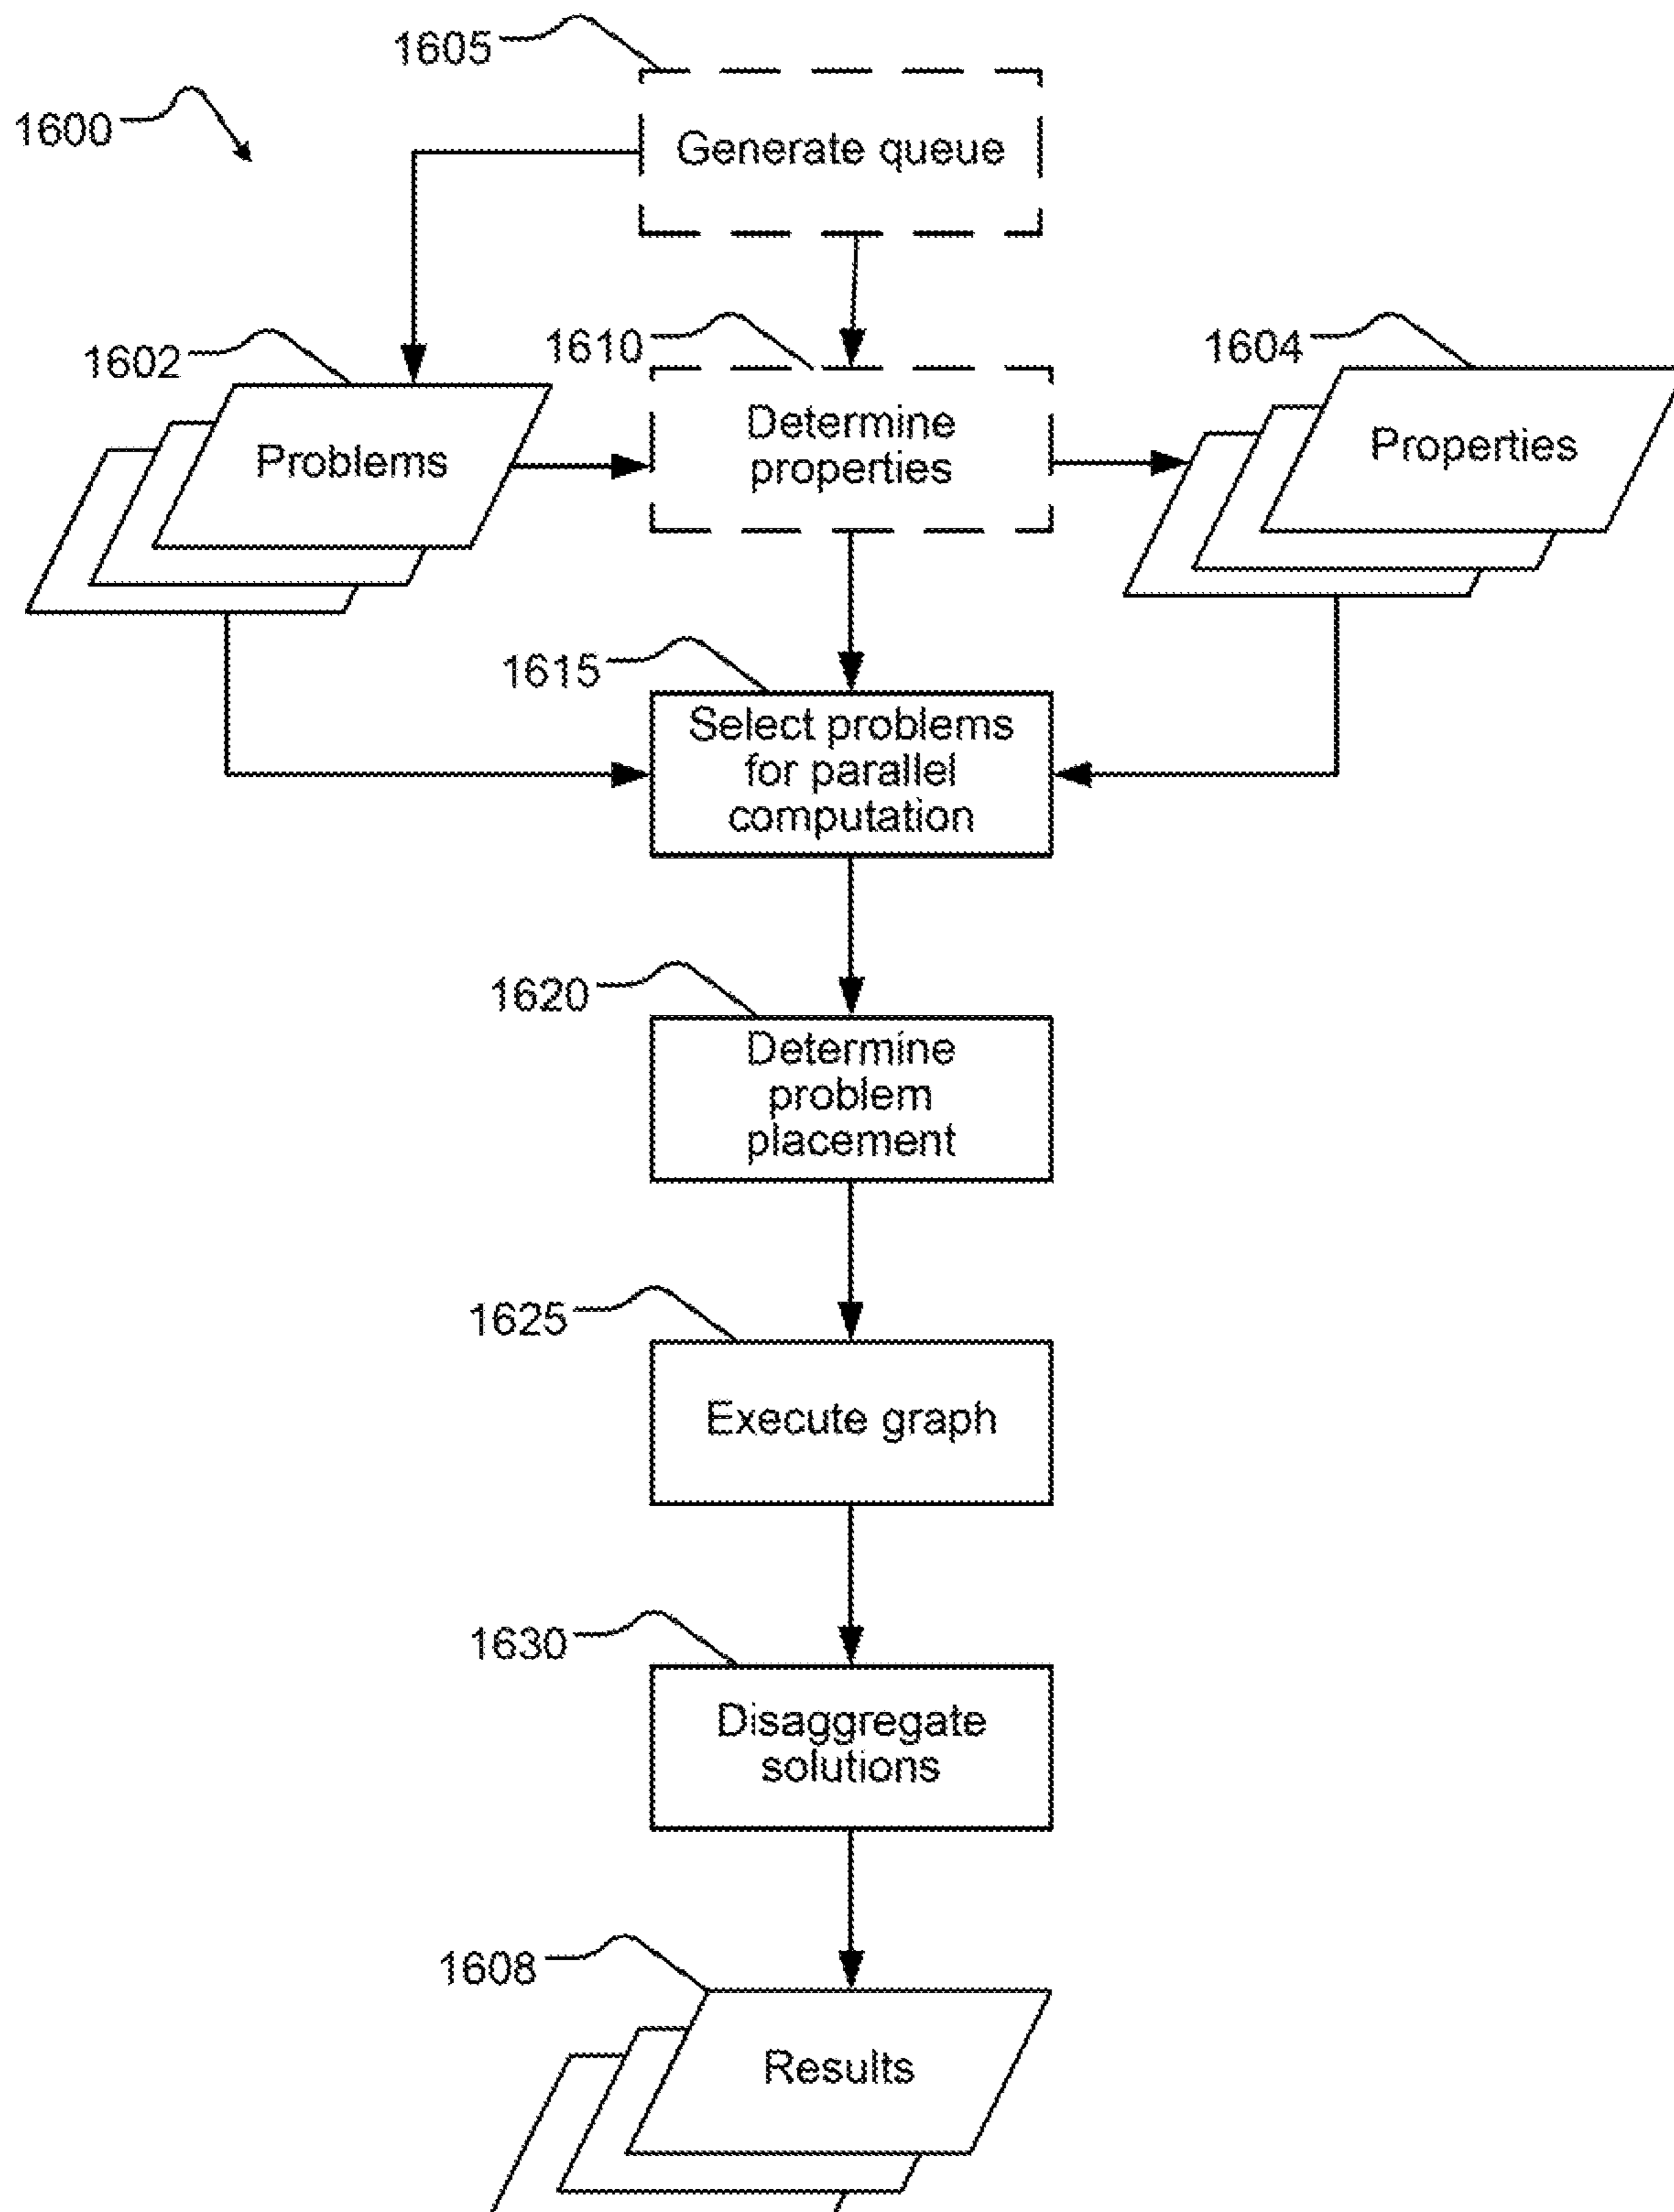 1605
1600
Generate queue
1602
1610
1604
Problems
Determine
properties
Properties
1615
Select problems
for parallel
computation
1620
Determine
problem
placement
1625
Execute graph
1630
Disaggregate
solutions
1608
Results